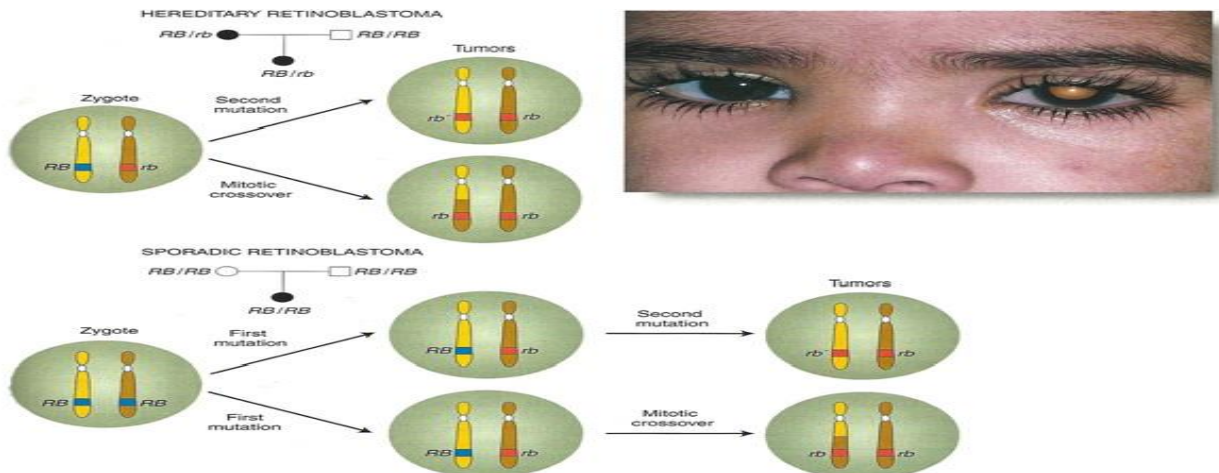 HEREDITARY RETINOBLASTOMA
RB/rb RB/RB
RB/rb
Tumors
Zygote
Second
mutation
rb- rb
RB rb
Mitotic
crossover
rb rb
SPORADIC RETINOBLASTOMA
RB/RB RB/RB
RB/RB
Tumors
Zygote
First
mutation
Second
mutation
RB rb
rb- rb
RB RB
First
mutation
Mitotic
crossover
RB rb
rb rb